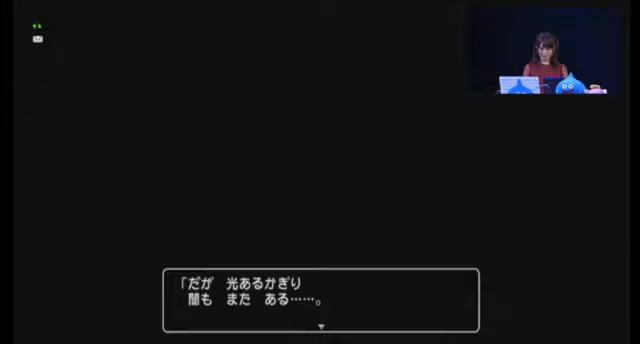 「だが　光あるかぎり
闇も　また　ある……。